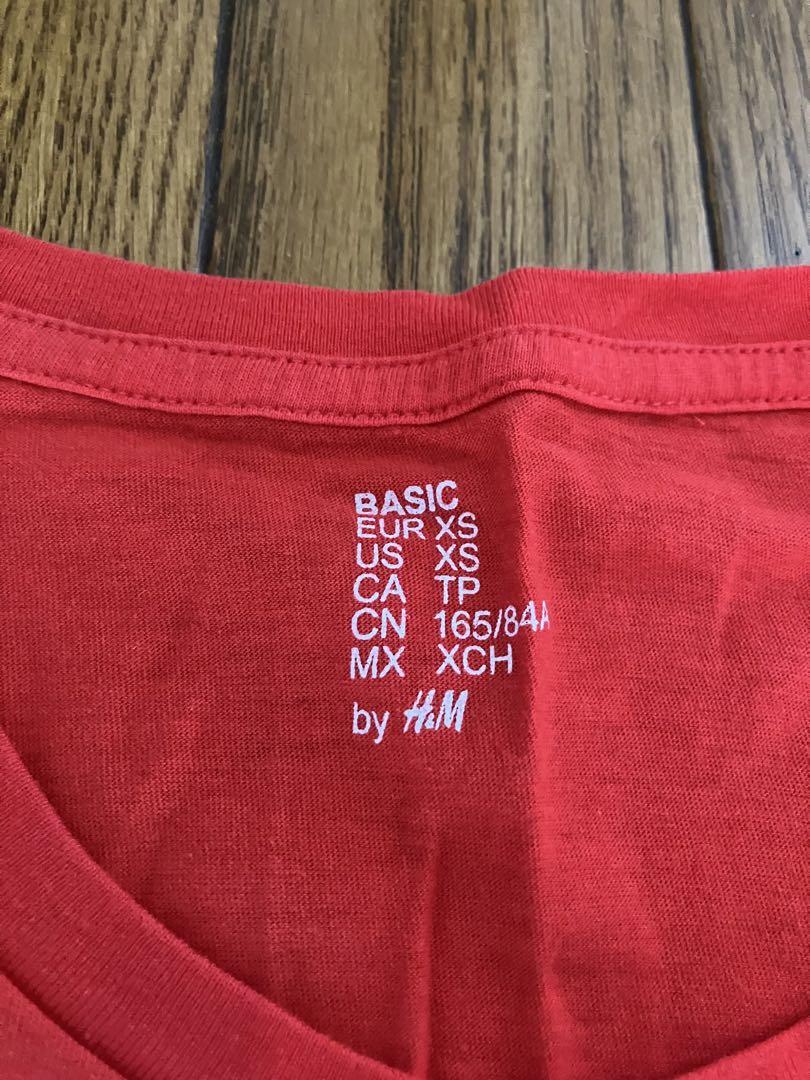 BASIC
EUR XS
US XS
CA TP
CN 165/84A
MX XCH
by H&M